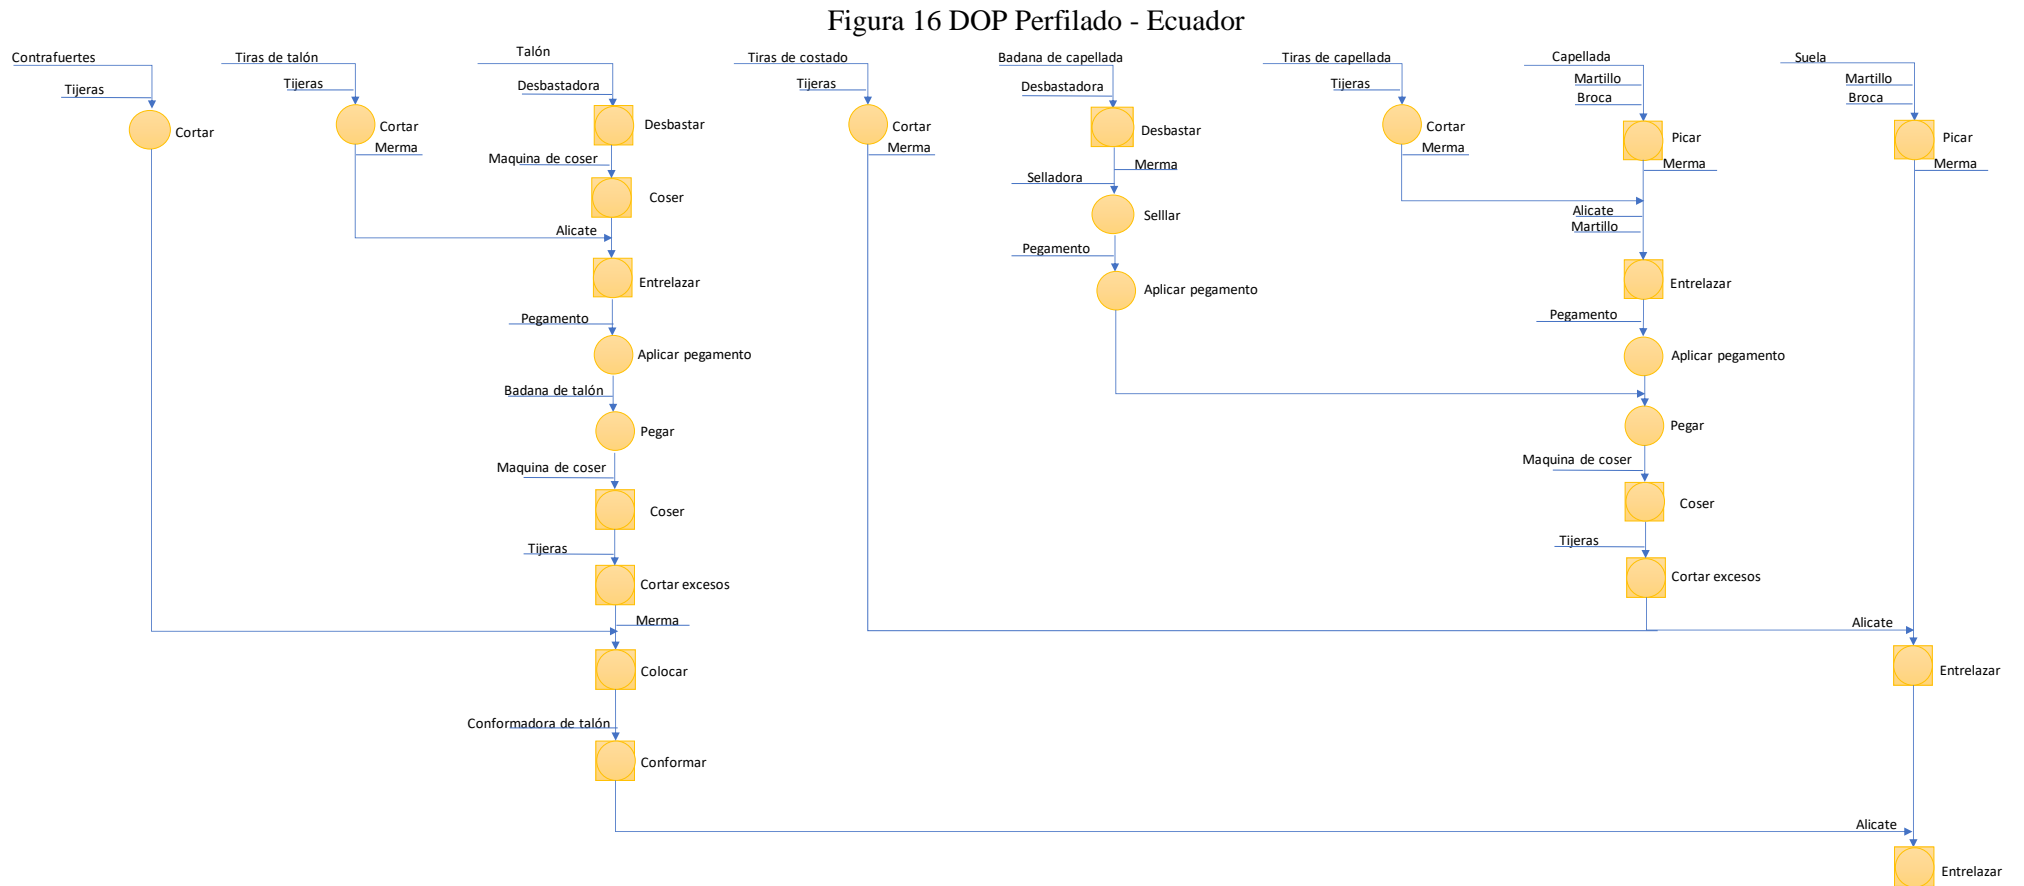 Figura 16 DOP Perfilado - Ecuador
Contrafuertes
Tijeras
Cortar
Tiras de talón
Tijeras
Cortar
Merma
Talón
Desbastadora
Desbastar
Maquina de coser
Coser
Alicate
Entrelazar
Pegamento
Aplicar pegamento
Badana de talón
Pegar
Maquina de coser
Coser
Tijeras
Cortar excesos
Merma
Colocar
Conformadora de talón
Conformar
Tiras de costado
Tijeras
Cortar
Merma
Badana de capellada
Desbastadora
Desbastar
Merma
Selladora
Selllar
Pegamento
Aplicar pegamento
Tiras de capellada
Tijeras
Cortar
Merma
Capellada
Martillo
Broca
Picar
Merma
Alicate
Martillo
Entrelazar
Pegamento
Aplicar pegamento
Pegar
Maquina de coser
Coser
Tijeras
Cortar excesos
Suela
Martillo
Broca
Picar
Merma
Alicate
Entrelazar
Alicate
Entrelazar